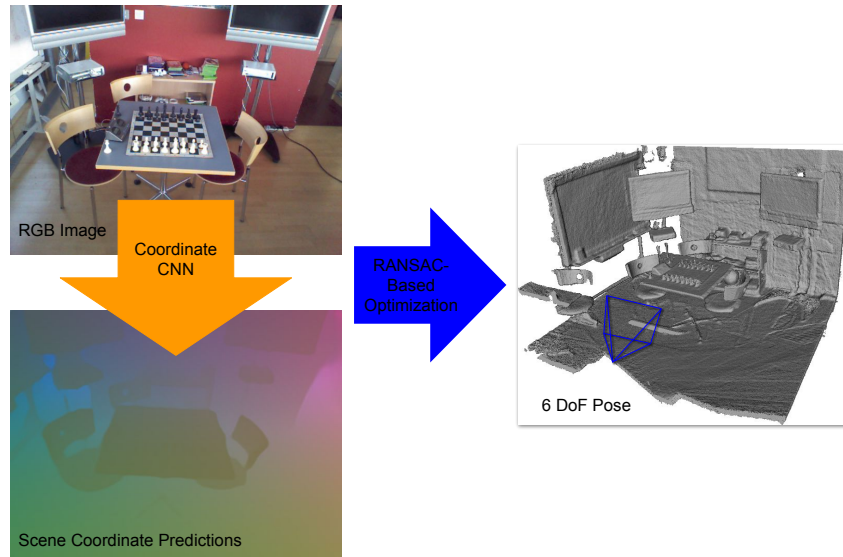 RGB Image
Coordinate
CNN
RANSAC-
Based
Optimization
6 DoF Pose
Scene Coordinate Predictions